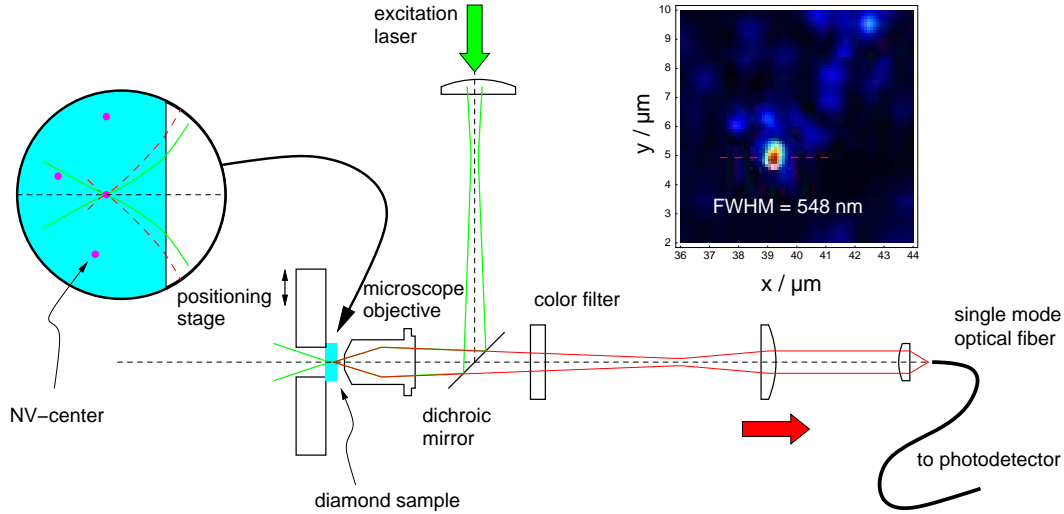 excitation
laser
10
9
8
7
6
5
4
3
2
y / µm
FWHM = 548 nm
36 37 38 39 40 41 42 43 44
x / µm
positioning
stage
microscope
objective
color filter
single mode
optical fiber
NV−center
dichroic
mirror
to photodetector
diamond sample